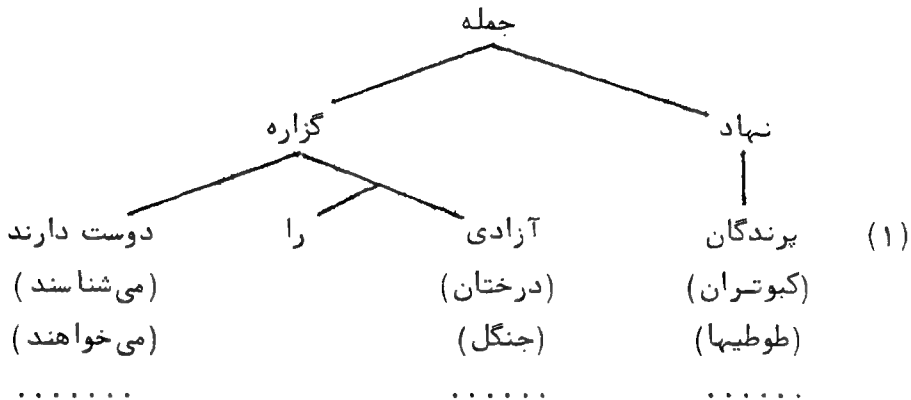 جمله
نهاد گزاره
(۱) پرندگان آزادی را دوست دارند
(کبوتران) (درختان) (می‌شناسند)
(طوطیها) (جنگل) (می‌خواهند)
...... ...... .......